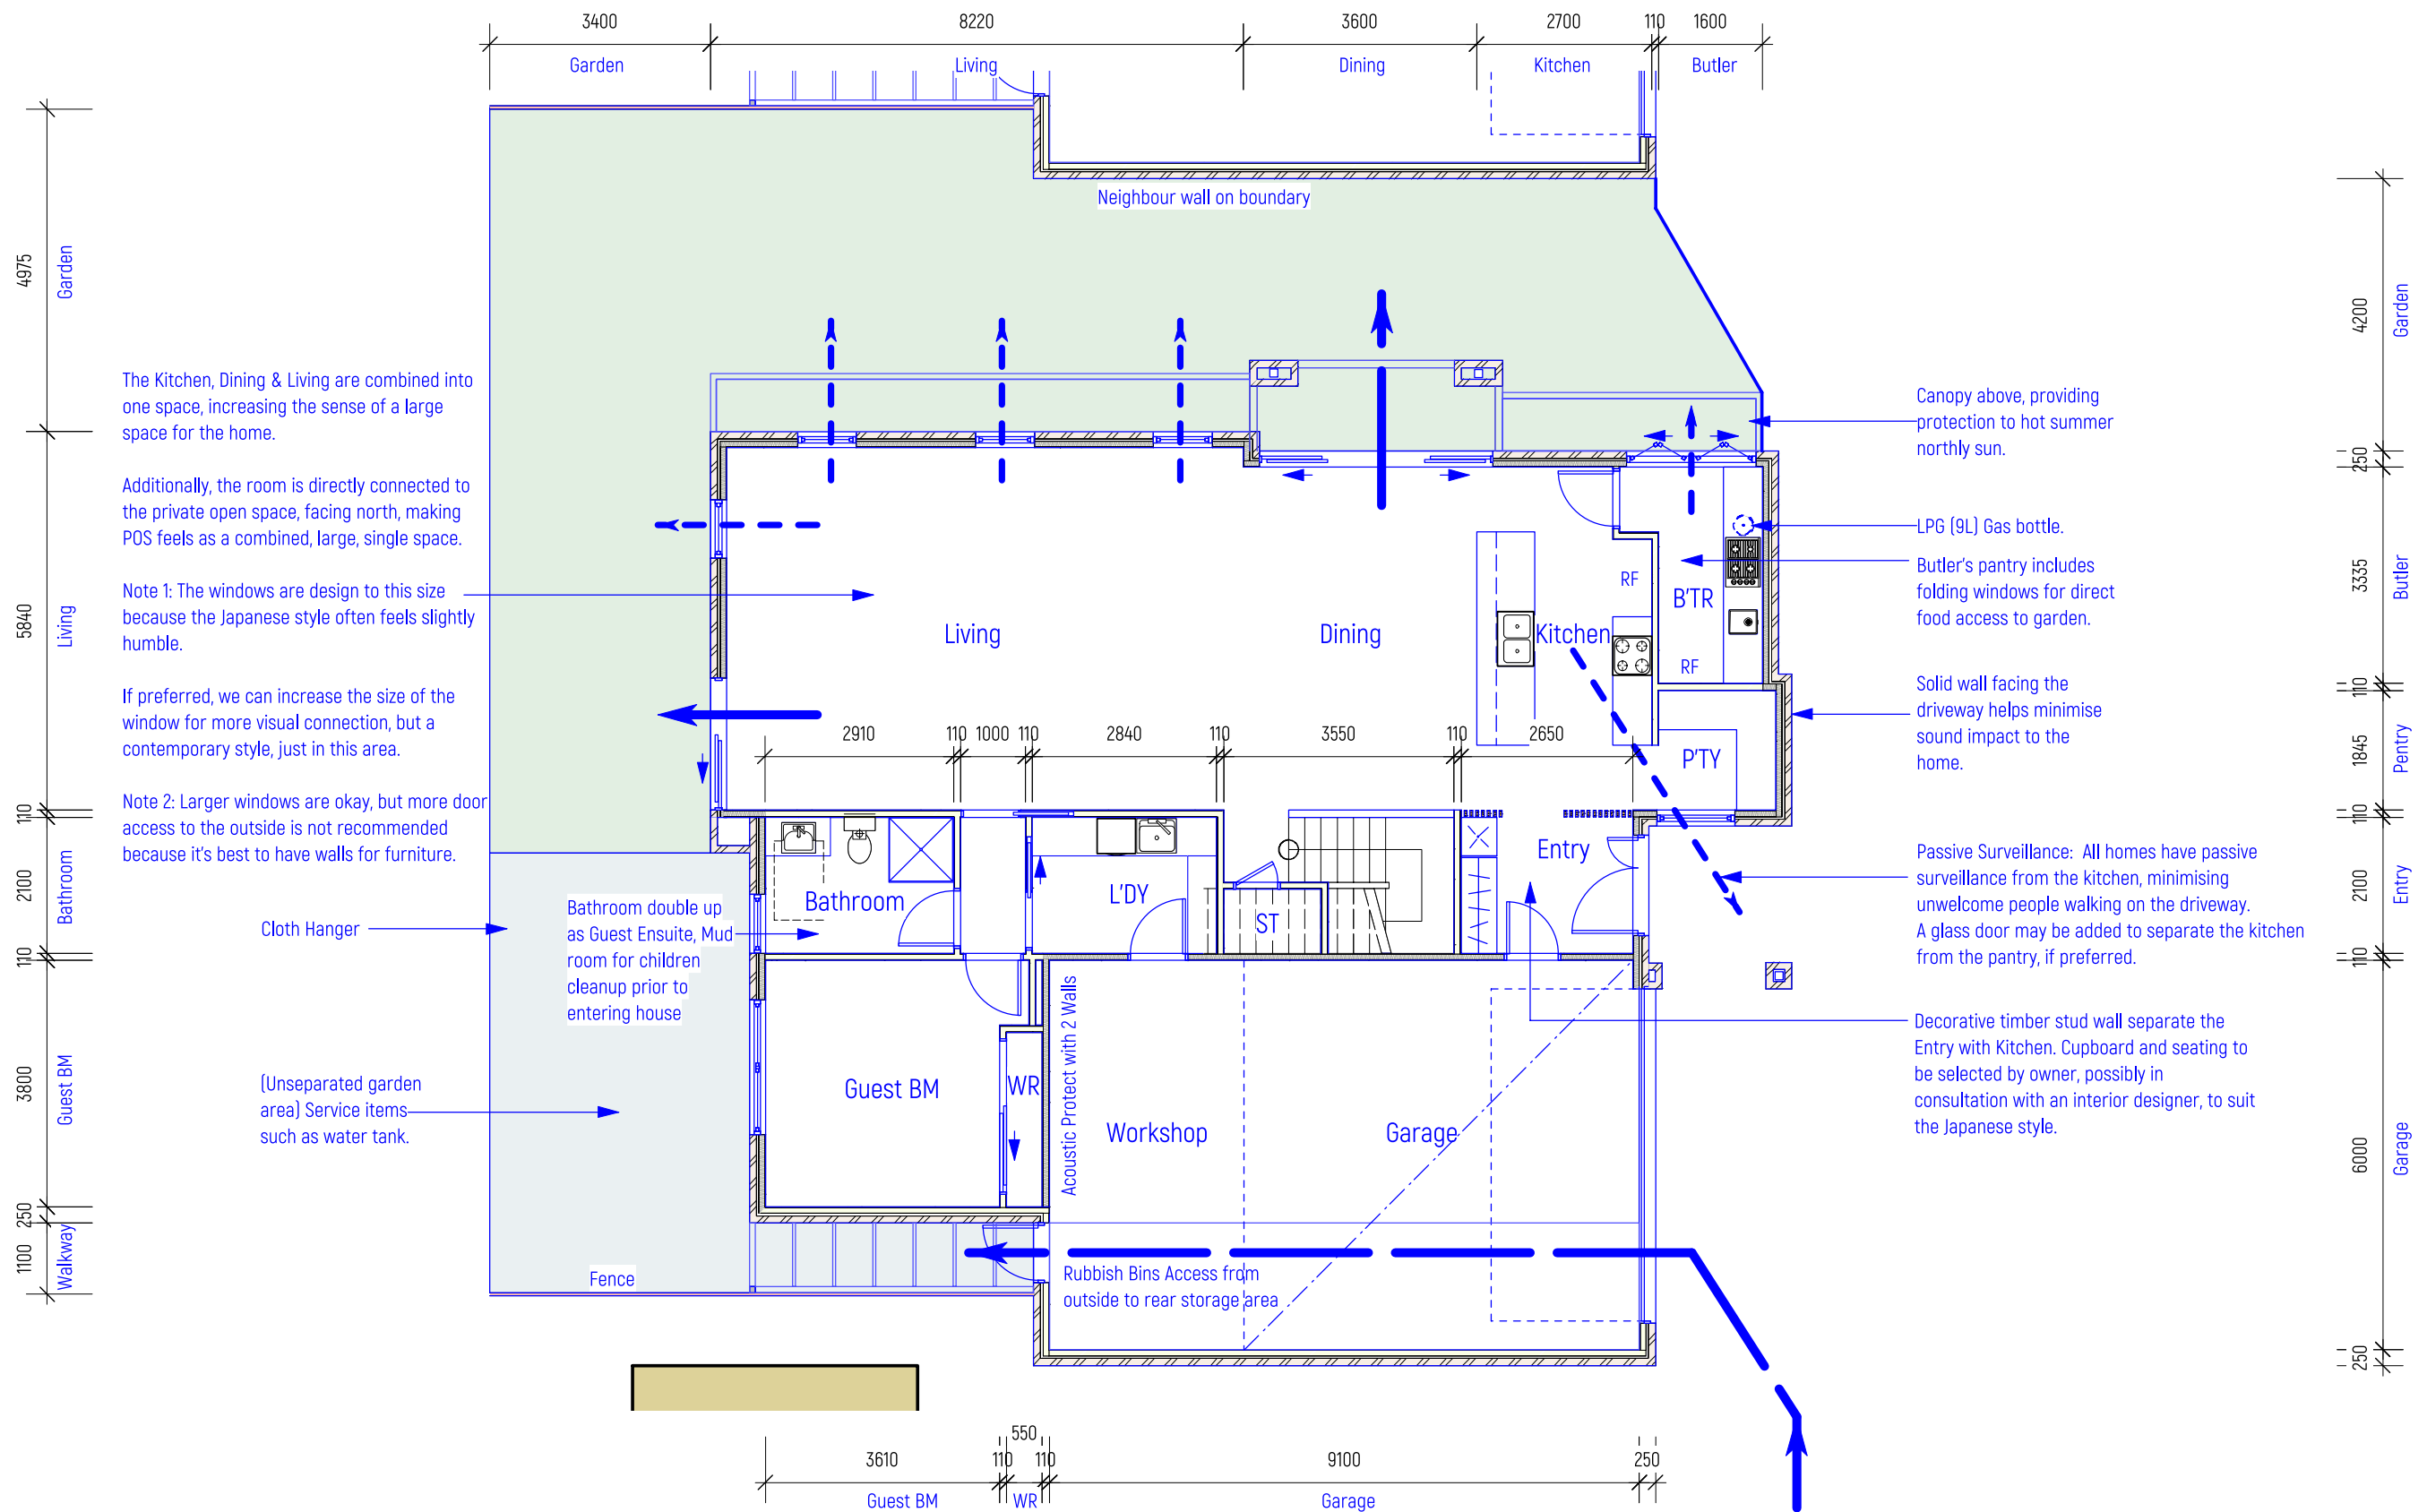 3400
8220
3600
2700
110
1600
Garden
Living
Dining
Kitchen
Butler
4975
Garden
5840
Living
110
2100
Bathroom
110
3800
Guest BM
250
1100
Walkway
The Kitchen, Dining & Living are combined into
one space, increasing the sense of a large
space for the home.
Additionally, the room is directly connected to
the private open space, facing north, making
POS feels as a combined, large, single space.
Note 1: The windows are design to this size
because the Japanese style often feels slightly
humble.
If preferred, we can increase the size of the
window for more visual connection, but a
contemporary style, just in this area.
Note 2: Larger windows are okay, but more door
access to the outside is not recommended
because it's best to have walls for furniture.
Cloth Hanger
(Unseparated garden
area) Service items
such as water tank.
Neighbour wall on boundary
Living
Dining
Kitchen
RF
B'TR
RF
P'TY
2910
110
1000
110
2840
110
3550
110
2650
Bathroom
L'DY
ST
Entry
Bathroom double up
as Guest Ensuite, Mud
room for children
cleanup prior to
entering house
Guest BM
WR
Acoustic Protect with 2 Walls
Workshop
Garage
Rubbish Bins Access from
outside to rear storage area
Fence
Canopy above, providing
protection to hot summer
northly sun.
LPG (9L) Gas bottle.
Butler's pantry includes
folding windows for direct
food access to garden.
Solid wall facing the
driveway helps minimise
sound impact to the
home.
Passive Surveillance: All homes have passive
surveillance from the kitchen, minimising
unwelcome people walking on the driveway.
A glass door may be added to separate the kitchen
from the pantry, if preferred.
Decorative timber stud wall separate the
Entry with Kitchen. Cupboard and seating to
be selected by owner, possibly in
consultation with an interior designer, to suit
the Japanese style.
4200
Garden
250
3335
Butler
110
1845
Pentry
110
2100
Entry
110
6000
Garage
250
550
3610
110
110
9100
250
Guest BM
WR
Garage